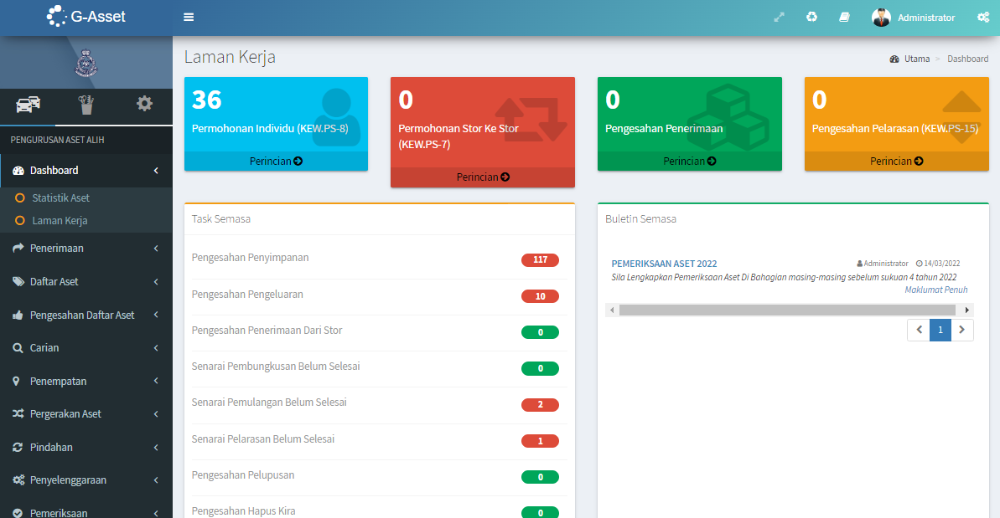 G-Asset
Administrator
PENGURUSAN ASET ALIH
Dashboard
Statistik Aset
Laman Kerja
Penerimaan
Daftar Aset
Pengesahan Daftar Aset
Carian
Penempatan
Pergerakan Aset
Pindahan
Penyelenggaraan
Pemeriksaan
Laman Kerja
Utama > Dashboard
36
Permohonan Individu (KEW.PS-8)
Perincian
0
Permohonan Stor Ke Stor
(KEW.PS-7)
Perincian
0
Pengesahan Penerimaan
Perincian
0
Pengesahan Pelarasan (KEW.PS-15)
Perincian
Task Semasa
Pengesahan Penyimpanan 117
Pengesahan Pengeluaran 10
Pengesahan Penerimaan Dari Stor 0
Senarai Pembungkusan Belum Selesai 0
Senarai Pemulangan Belum Selesai 2
Senarai Pelarasan Belum Selesai 1
Pengesahan Pelupusan 0
Pengesahan Hapus Kira 0
Buletin Semasa
PEMERIKSAAN ASET 2022 Administrator 14/03/2022
Sila Lengkapkan Pemeriksaan Aset Di Bahagian masing-masing sebelum sukuan 4 tahun 2022
Maklumat Penuh
1